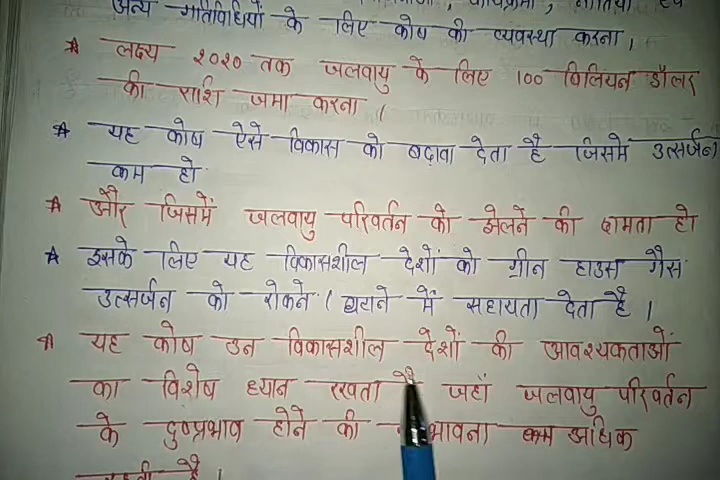 अन्य गतिविधियों के लिए कोष की व्यवस्था करना।
* लक्ष्य २०२० तक जलवायु के लिए 100 बिलियन डॉलर
की राशि जमा करना।
* यह कोष ऐसे विकास को बढ़ावा देता है जिसमें उत्सर्जन
कम हो
* और जिसमें जलवायु परिवर्तन को झेलने की क्षमता हो
* इसके लिए यह विकासशील देशों को ग्रीन हाउस गैस
उत्सर्जन को रोकने / घटाने में सहायता देता है।
* यह कोष उन विकासशील देशों की आवश्यकताओं
का विशेष ध्यान रखता है जहाँ जलवायु परिवर्तन
के दुष्प्रभाव होने की कम अधिक
है।